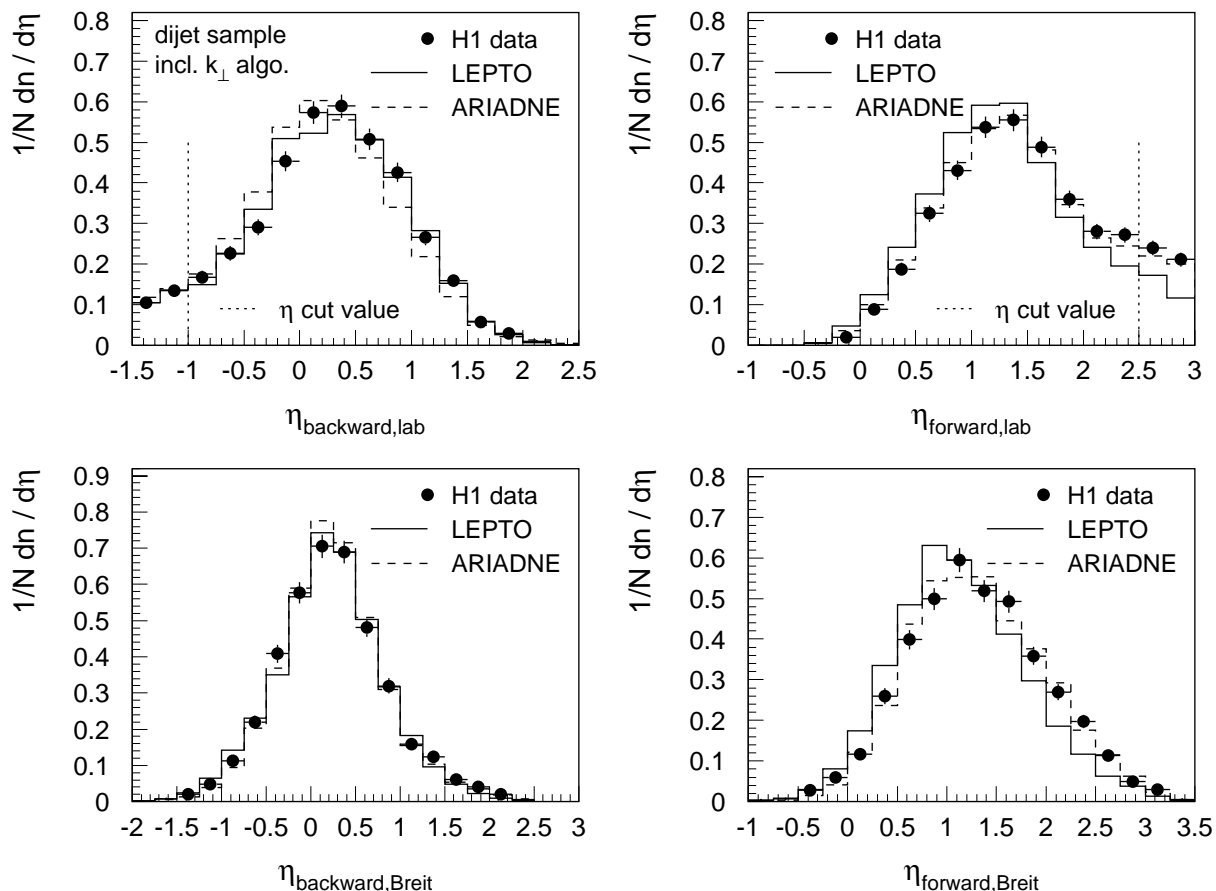 1/N dn / dη
0.8
0.7
0.6
0.5
0.4
0.3
0.2
0.1
0
dijet sample
incl. k⊥ algo.
H1 data
LEPTO
ARIADNE
η cut value
-1.5 -1 -0.5 0 0.5 1 1.5 2 2.5
ηbackward,lab
1/N dn / dη
0.8
0.7
0.6
0.5
0.4
0.3
0.2
0.1
0
H1 data
LEPTO
ARIADNE
η cut value
-1 -0.5 0 0.5 1 1.5 2 2.5 3
ηforward,lab
1/N dn / dη
0.9
0.8
0.7
0.6
0.5
0.4
0.3
0.2
0.1
0
H1 data
LEPTO
ARIADNE
-2 -1.5 -1 -0.5 0 0.5 1 1.5 2 2.5 3
ηbackward,Breit
1/N dn / dη
0.8
0.7
0.6
0.5
0.4
0.3
0.2
0.1
0
H1 data
LEPTO
ARIADNE
-1 -0.5 0 0.5 1 1.5 2 2.5 3 3.5
ηforward,Breit